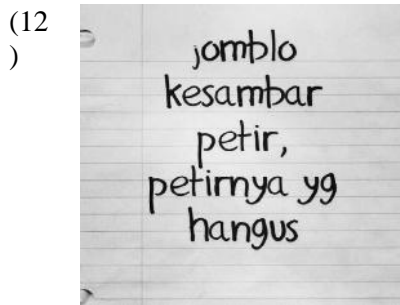 (12
)
jomblo
kesambar
petir,
petirnya yg
hangus